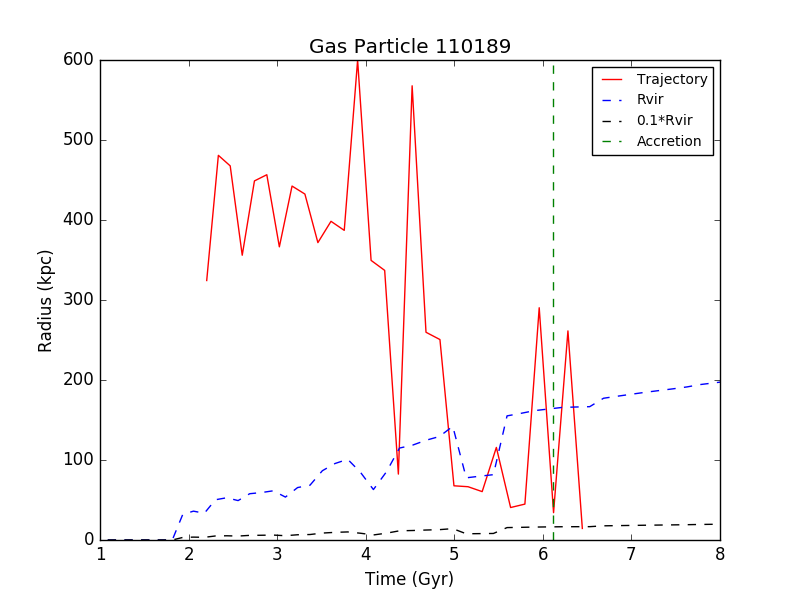 Gas Particle 110189
Trajectory
Rvir
0.1*Rvir
Accretion
600
500
400
300
200
100
0
Radius (kpc)
1 2 3 4 5 6 7 8
Time (Gyr)